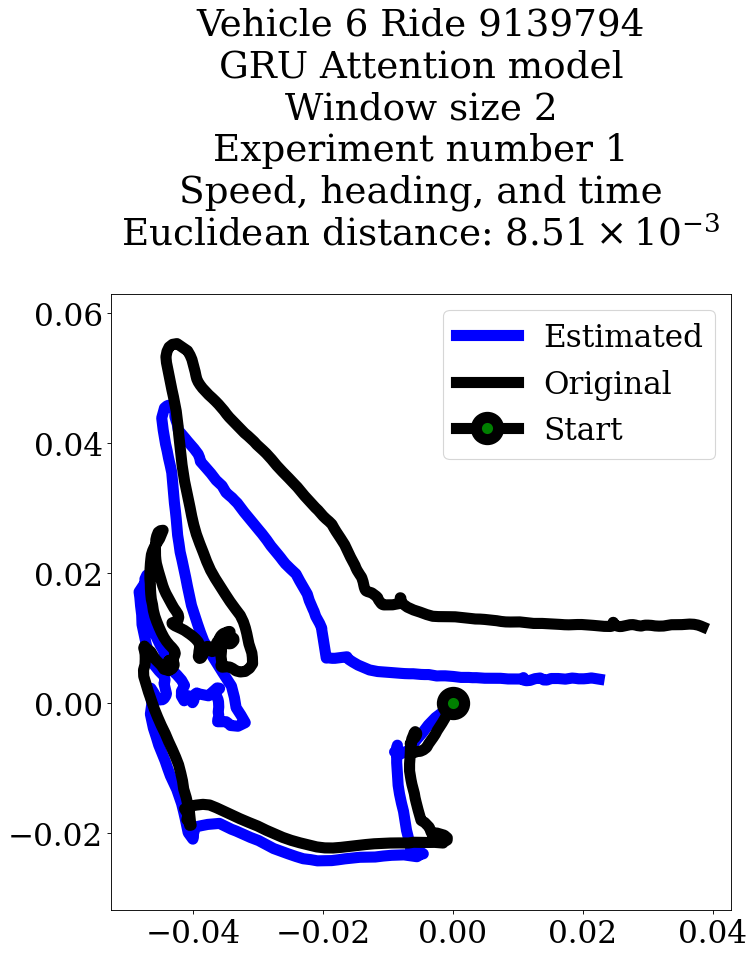 Vehicle 6 Ride 9139794
GRU Attention model
Window size 2
Experiment number 1
Speed, heading, and time
Euclidean distance: 8.51 × 10⁻³
0.06
0.04
0.02
0.00
−0.02
Estimated
Original
Start
−0.04 −0.02 0.00 0.02 0.04